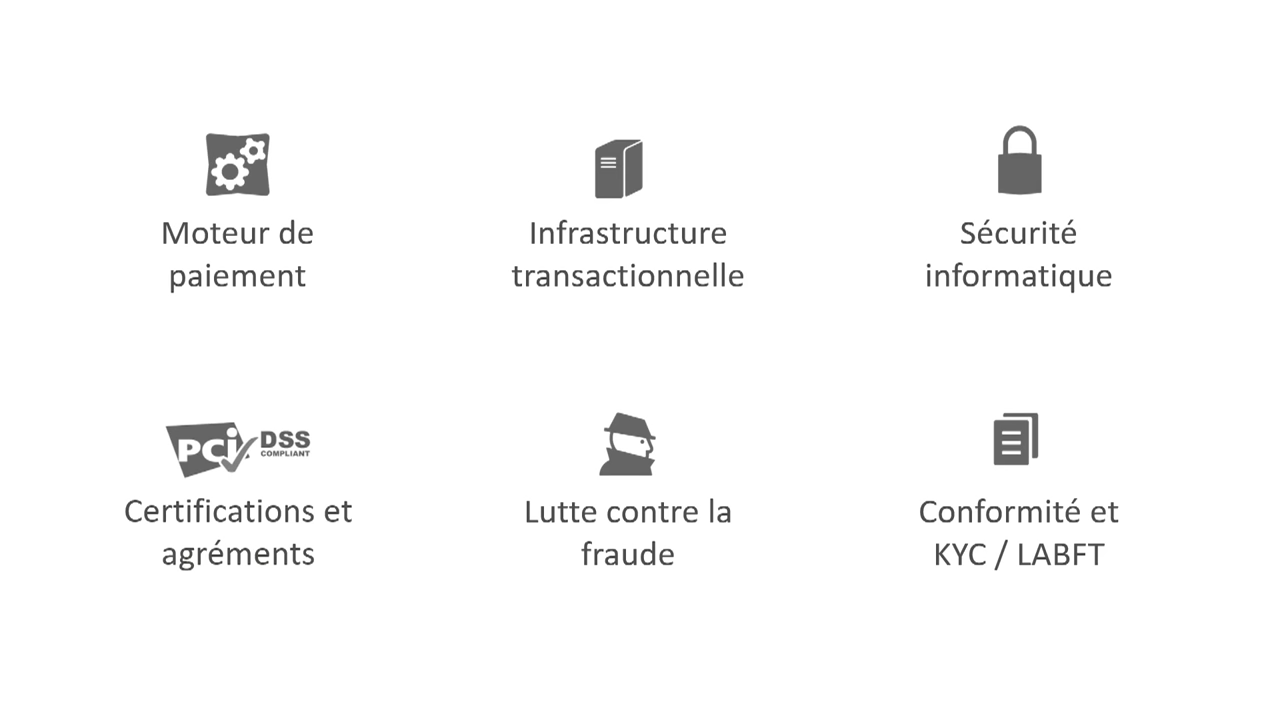 Moteur de
paiement
Infrastructure
transactionnelle
Sécurité
informatique
PCi
DSS
COMPLIANT
Certifications et
agréments
Lutte contre la
fraude
Conformité et
KYC / LABFT